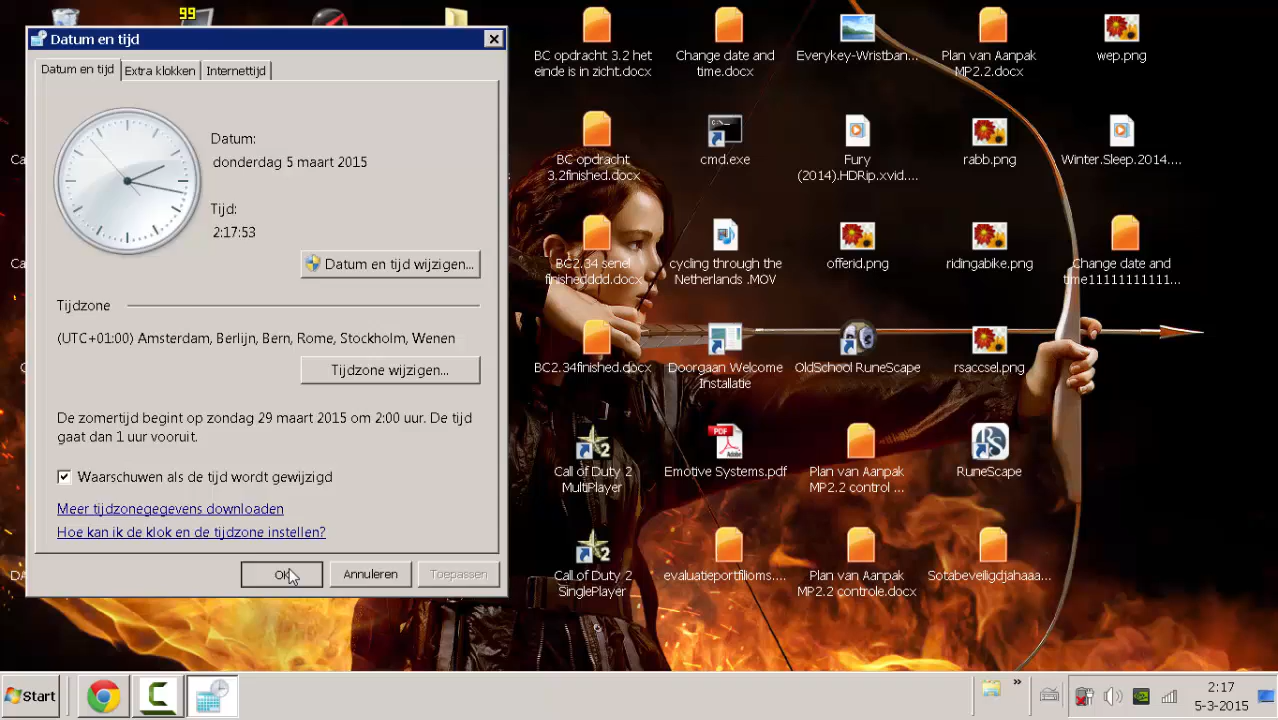 99
Datum en tijd
Datum en tijd
Extra klokken
Internettijd
Datum:
donderdag 5 maart 2015
Tijd:
2:17:53
Datum en tijd wijzigen...
Tijdzone
(UTC+01:00) Amsterdam, Berlijn, Bern, Rome, Stockholm, Wenen
Tijdzone wijzigen...
De zomertijd begint op zondag 29 maart 2015 om 2:00 uur. De tijd
gaat dan 1 uur vooruit.
Waarschuwen als de tijd wordt gewijzigd
Meer tijdzonegegevens downloaden
Hoe kan ik de klok en de tijdzone instellen?
OK
Annuleren
Toepassen
BC opdracht 3.2 het
einde is in zicht.docx
Change date and
time.docx
Everykey-Wristban...
Plan van Aanpak
MP2.2.docx
wep.png
BC opdracht
3.2finished.docx
cmd.exe
Fury
(2014).HDRip.xvid....
rabb.png
Winter.Sleep.2014....
BC2.34 senel
finishedddd.docx
cycling through the
Netherlands .MOV
offerid.png
ridingabike.png
Change date and
time11111111111...
BC2.34finished.docx
Doorgaan Welcome
Installatie
OldSchool RuneScape
rsaccsel.png
Call of Duty 2
MultiPlayer
PDF
Adobe
Emotive Systems.pdf
Plan van Aanpak
MP2.2 control ...
RuneScape
Call of Duty 2
SinglePlayer
evaluatieportfilioms....
Plan van Aanpak
MP2.2 controle.docx
Sotabeveiligdjahaaa...
Start
2:17
5-3-2015